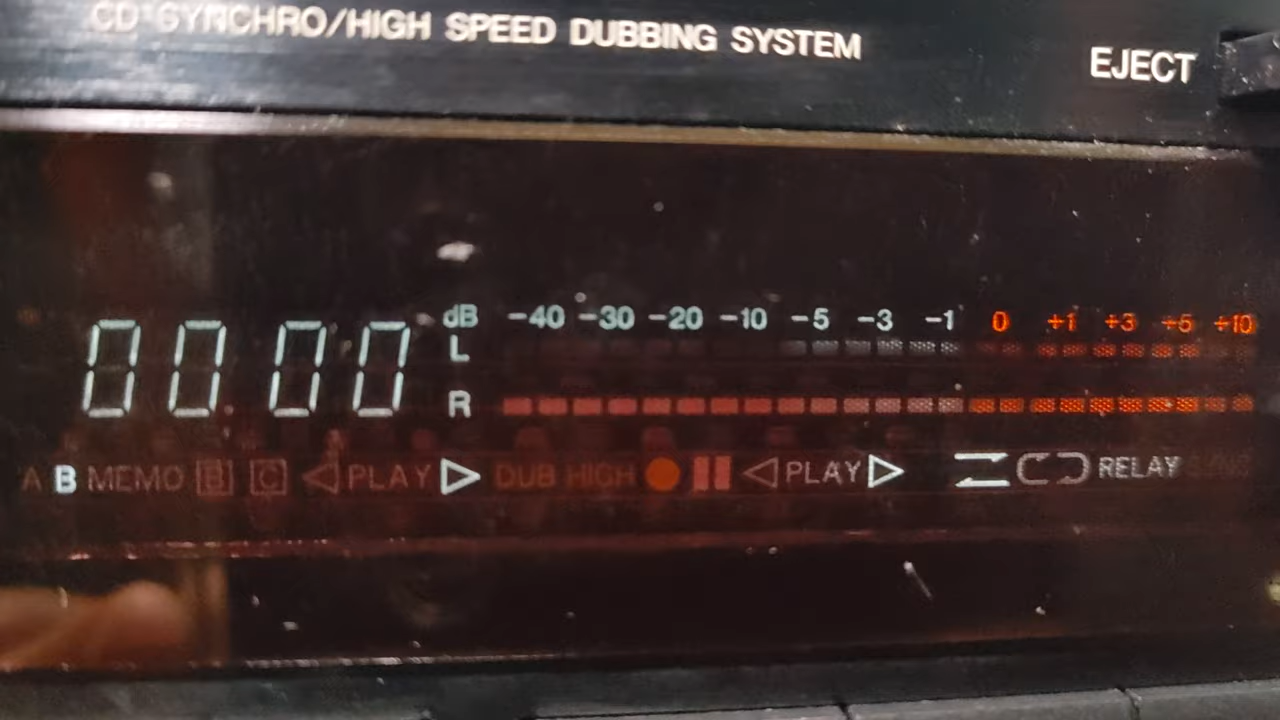 CD SYNCHRO/HIGH SPEED DUBBING SYSTEM
EJECT
00 00
dB -40 -30 -20 -10 -5 -3 -1 0 +1 +3 +5 +10
L
R
A B MEMO B C PLAY DUB HIGH PLAY RELAY